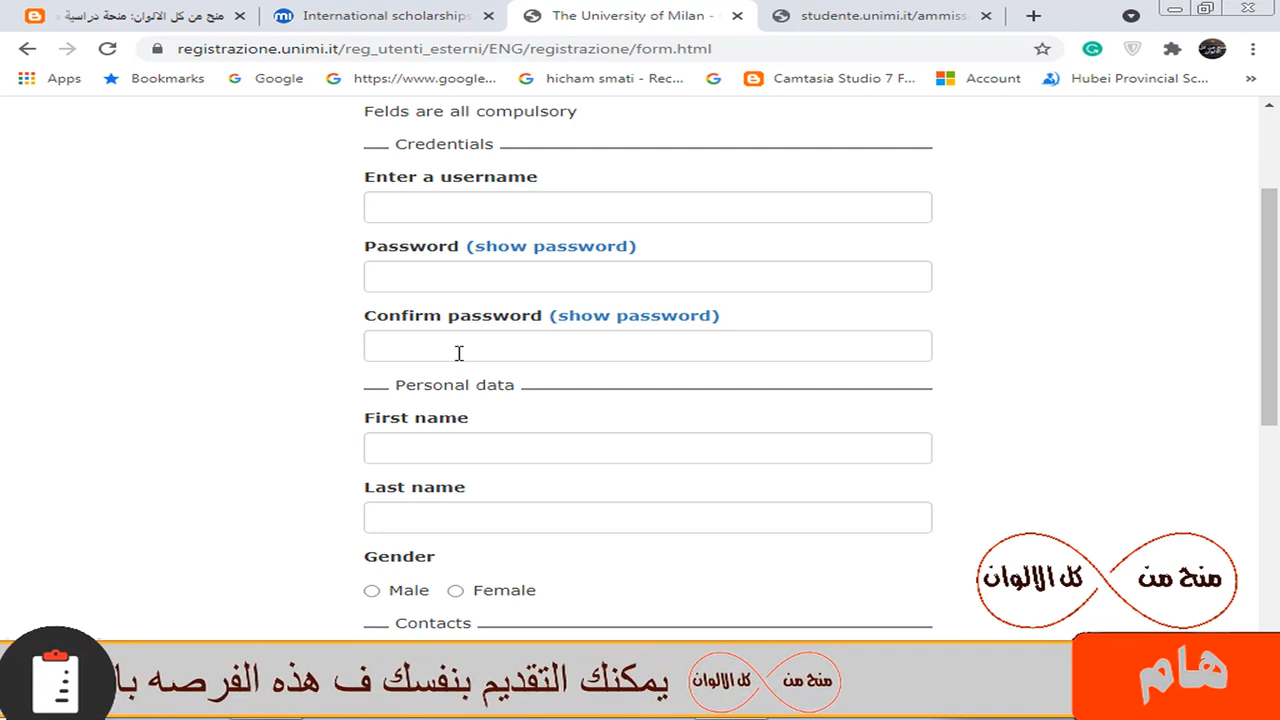 منح من كل الالوان: منحة دراسية
International scholarships
The University of Milan -
studente.unimi.it/ammiss
registrazione.unimi.it/reg_utenti_esterni/ENG/registrazione/form.html
Apps
Bookmarks
Google
https://www.google...
hicham smati - Rec...
Camtasia Studio 7 F...
Account
Hubei Provincial Sc...
»
Felds are all compulsory
Credentials
Enter a username
Password (show password)
Confirm password (show password)
Personal data
First name
Last name
Gender
Male
Female
Contacts
منح من كل الالوان
هام
منح من كل الالوان
يمكنك التقديم بنفسك ف هذه الفرصه با